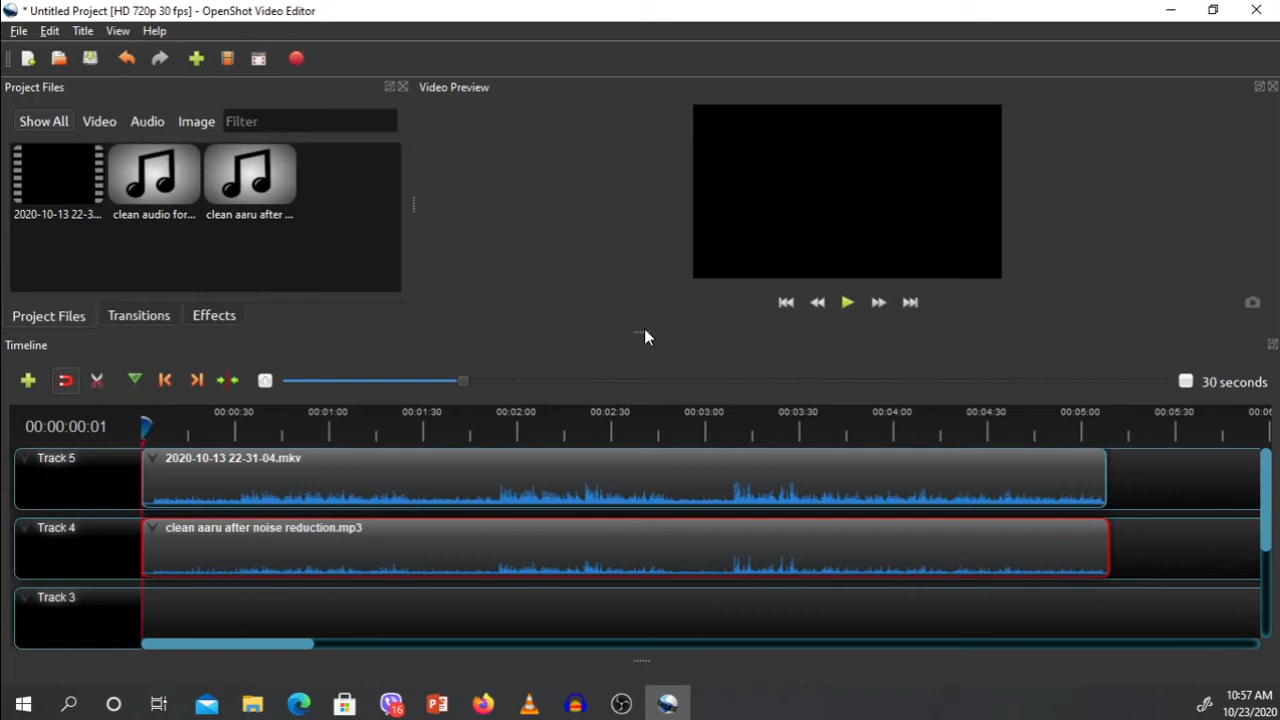 * Untitled Project [HD 720p 30 fps] - OpenShot Video Editor
File Edit Title View Help
Project Files
Video Preview
Show All Video Audio Image Filter
2020-10-13 22-3... clean audio for... clean aaru after ...
Project Files Transitions Effects
Timeline
30 seconds
00:00:30 00:01:00 00:01:30 00:02:00 00:02:30 00:03:00 00:03:30 00:04:00 00:04:30 00:05:00 00:05:30 00:06
00:00:00:01
Track 5 2020-10-13 22-31-04.mkv
Track 4 clean aaru after noise reduction.mp3
Track 3
16
10:57 AM
10/23/2020